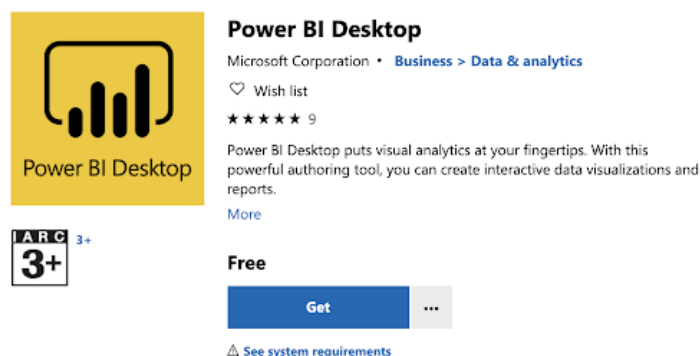 Power BI Desktop
Power BI Desktop
Microsoft Corporation • Business > Data & analytics
Wish list
★★★★★ 9
Power BI Desktop puts visual analytics at your fingertips. With this
powerful authoring tool, you can create interactive data visualizations and
reports.
More
IARC
3+
3+
Free
Get
...
See system requirements